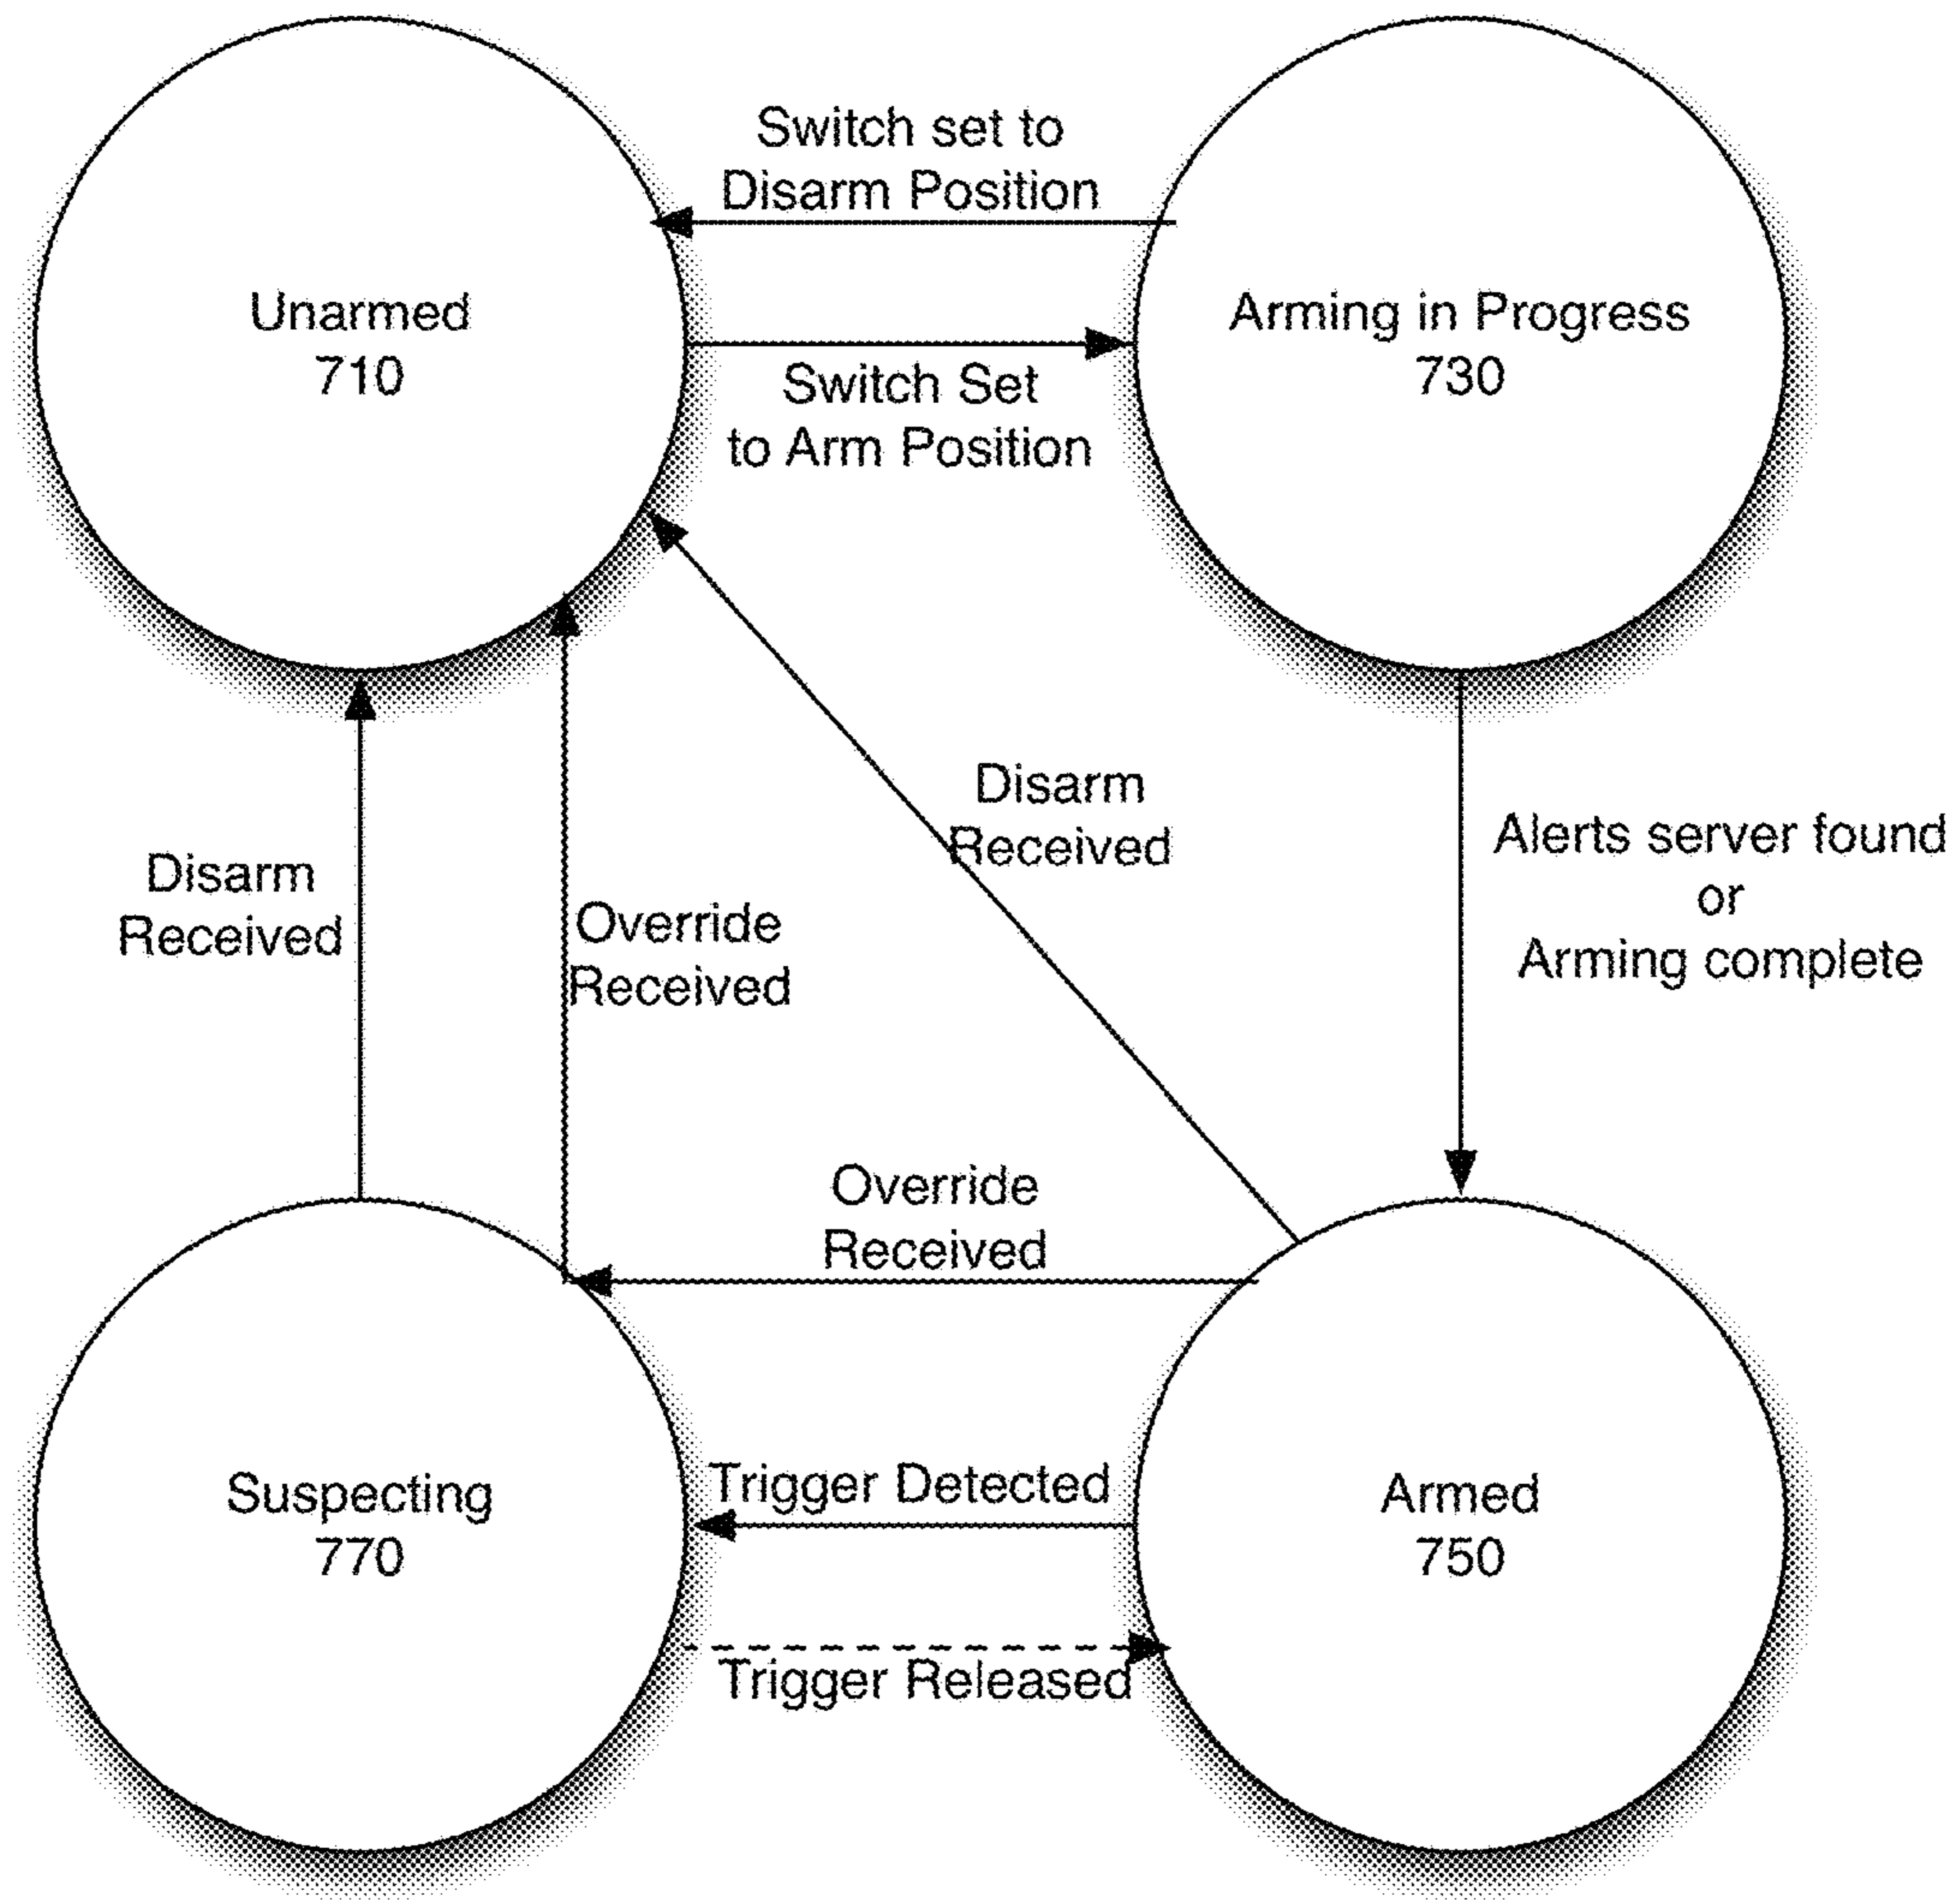 Switch set to
Disarm Position
Unarmed
710
Arming in Progress
730
Switch Set
to Arm Position
Disarm
Received
Alerts server found
or
Arming complete
Disarm
Received
Override
Received
Override
Received
Suspecting
770
Trigger Detected
Armed
750
Trigger Released